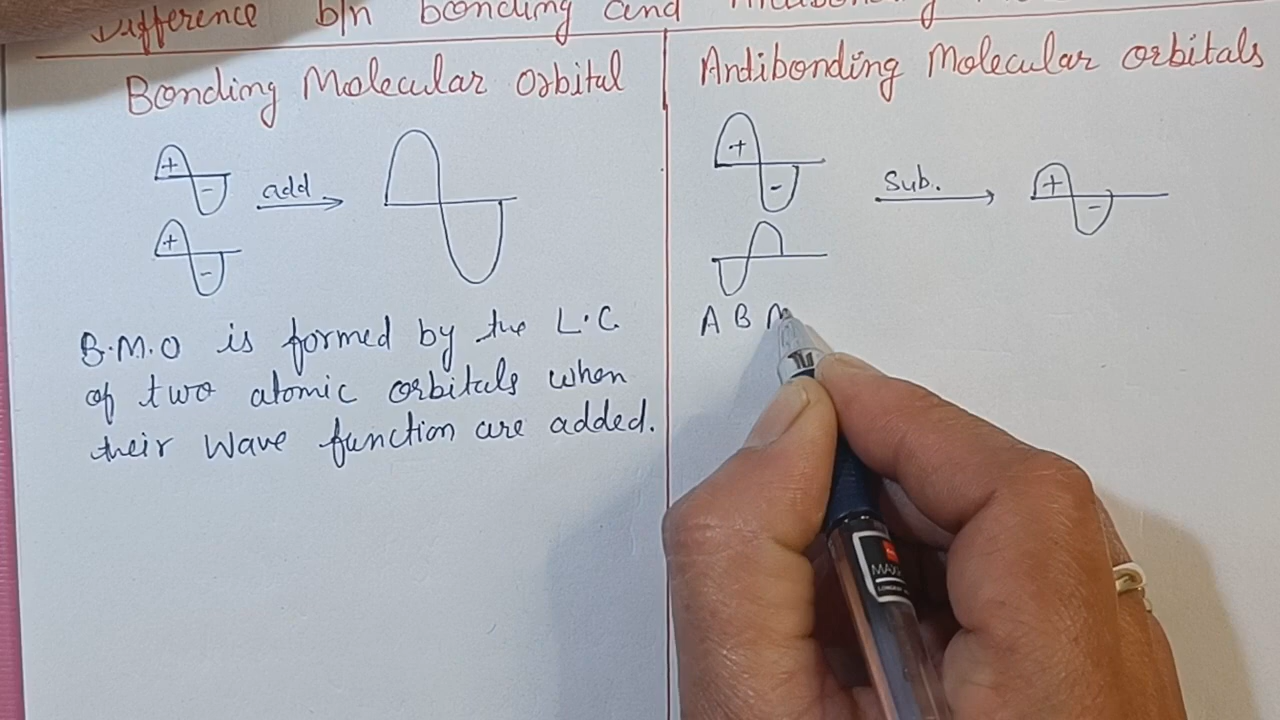 Difference b/n bonding and
Bonding Molecular Orbital
Antibonding Molecular orbitals
+
-
add
+
-
+
-
Sub.
+
-
B.M.O is formed by the L.C
of two atomic orbitals when
their wave function are added.
A B M